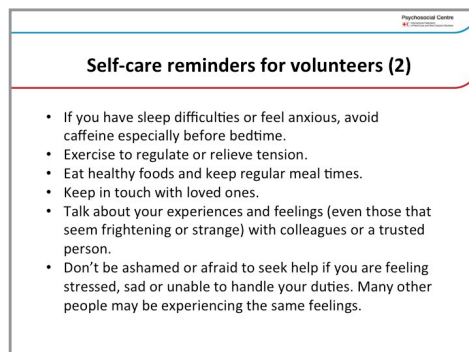 Psychosocial Centre
Self-care reminders for volunteers (2)
• If you have sleep difficulties or feel anxious, avoid
caffeine especially before bedtime.
• Exercise to regulate or relieve tension.
• Eat healthy foods and keep regular meal times.
• Keep in touch with loved ones.
• Talk about your experiences and feelings (even those that
seem frightening or strange) with colleagues or a trusted
person.
• Don't be ashamed or afraid to seek help if you are feeling
stressed, sad or unable to handle your duties. Many other
people may be experiencing the same feelings.